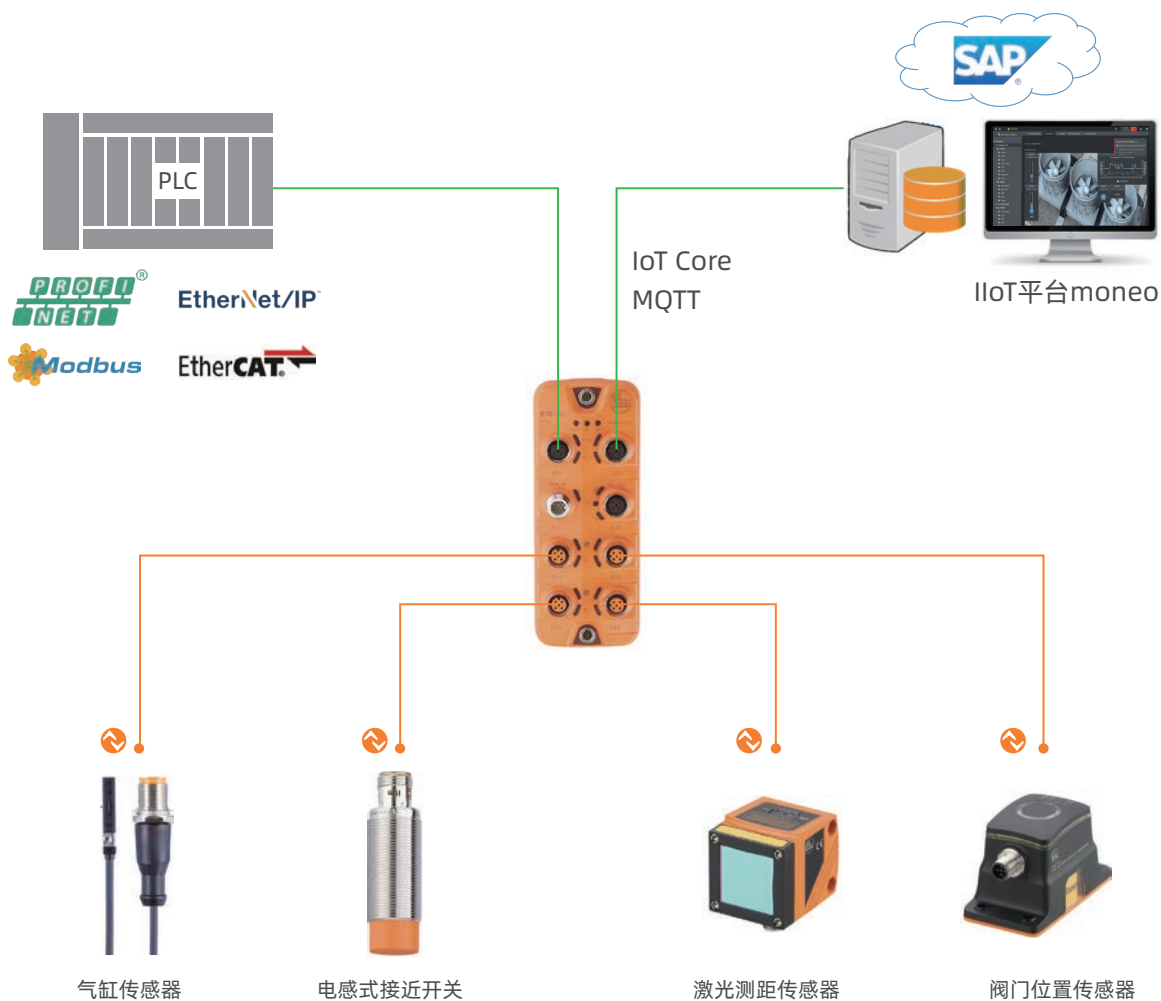 SAP
PLC
PROFI
NET
EtherNet/IP
Modbus
EtherCAT
IoT Core
MQTT
IIoT平台moneo
气缸传感器
电感式接近开关
激光测距传感器
阀门位置传感器